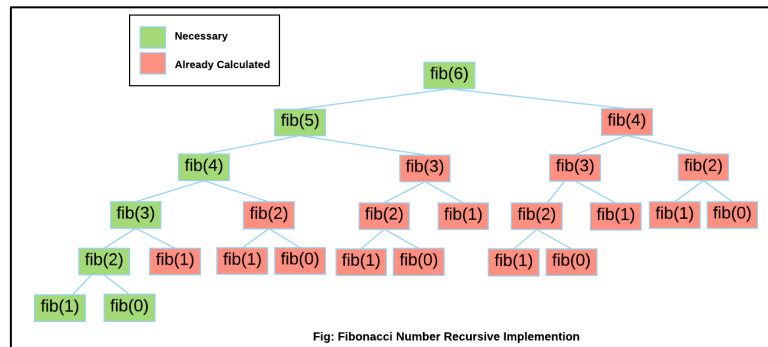 Necessary
Already Calculated
fib(6)
fib(5) fib(4)
fib(4) fib(3) fib(3) fib(2)
fib(3) fib(2) fib(2) fib(1) fib(2) fib(1) fib(1) fib(0)
fib(2) fib(1) fib(1) fib(0) fib(1) fib(0) fib(1) fib(0)
fib(1) fib(0)
Fig: Fibonacci Number Recursive Implemention